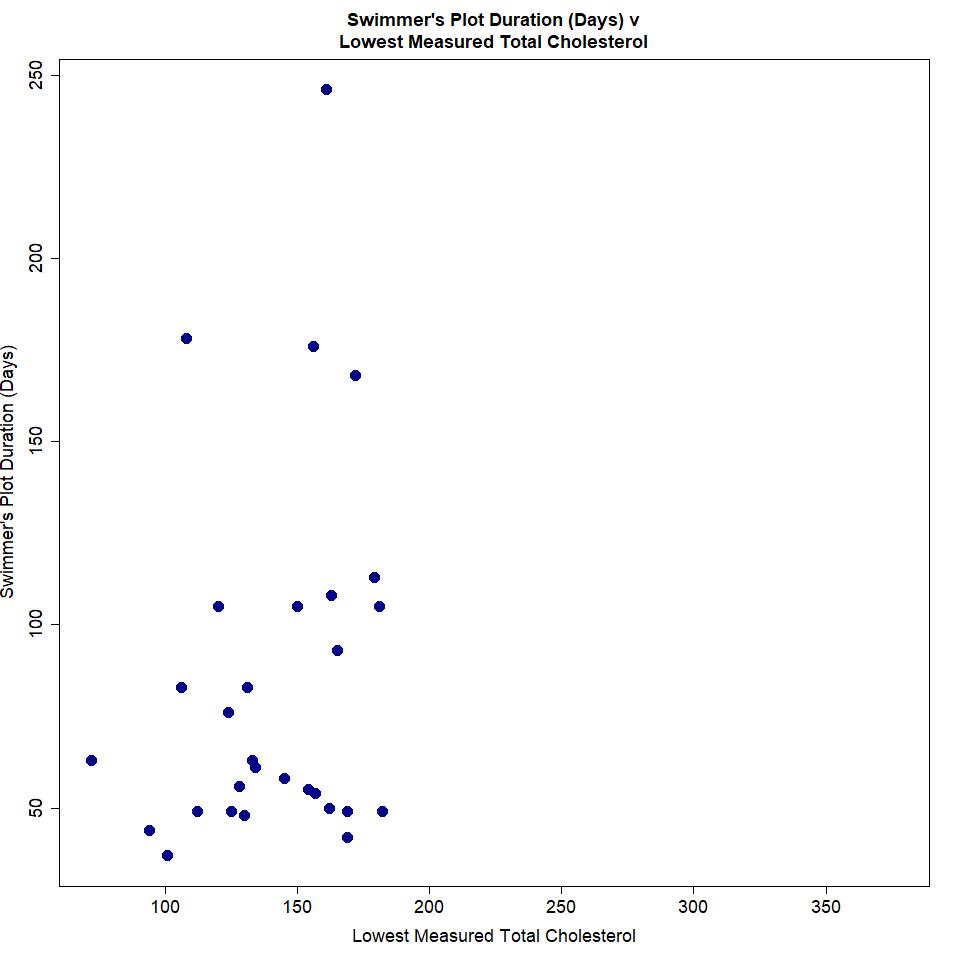 Swimmer's Plot Duration (Days) v
Lowest Measured Total Cholesterol
Swimmer's Plot Duration (Days)
250
200
150
100
50
100 150 200 250 300 350
Lowest Measured Total Cholesterol